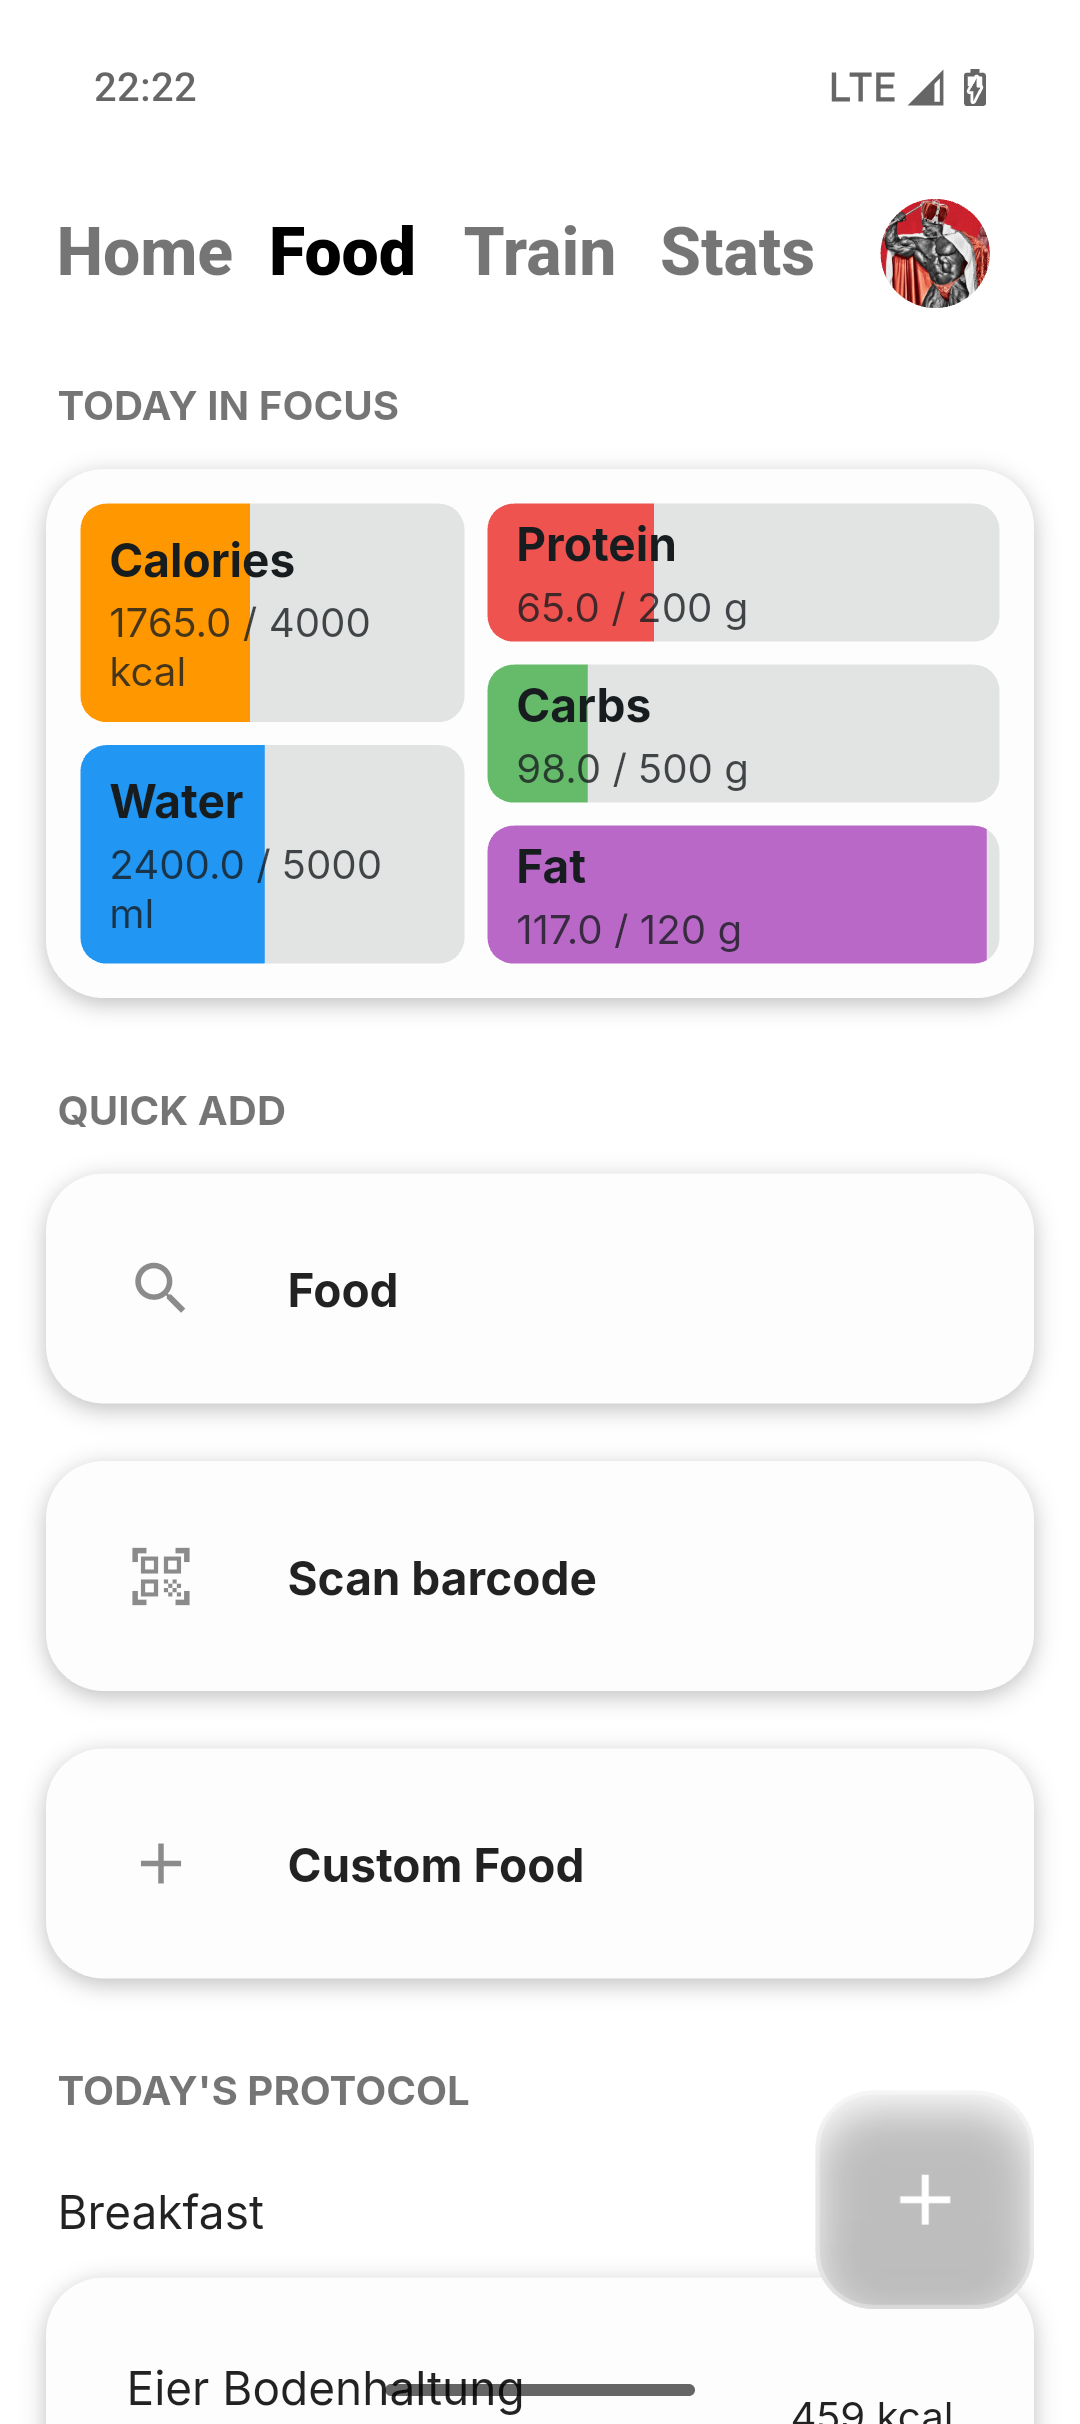 22:22
LTE
Home Food Train Stats
TODAY IN FOCUS
Calories
1765.0 / 4000
kcal
Water
2400.0 / 5000
ml
Protein
65.0 / 200 g
Carbs
98.0 / 500 g
Fat
117.0 / 120 g
QUICK ADD
Food
Scan barcode
Custom Food
TODAY'S PROTOCOL
Breakfast
Eier Bodenhaltung
459 kcal